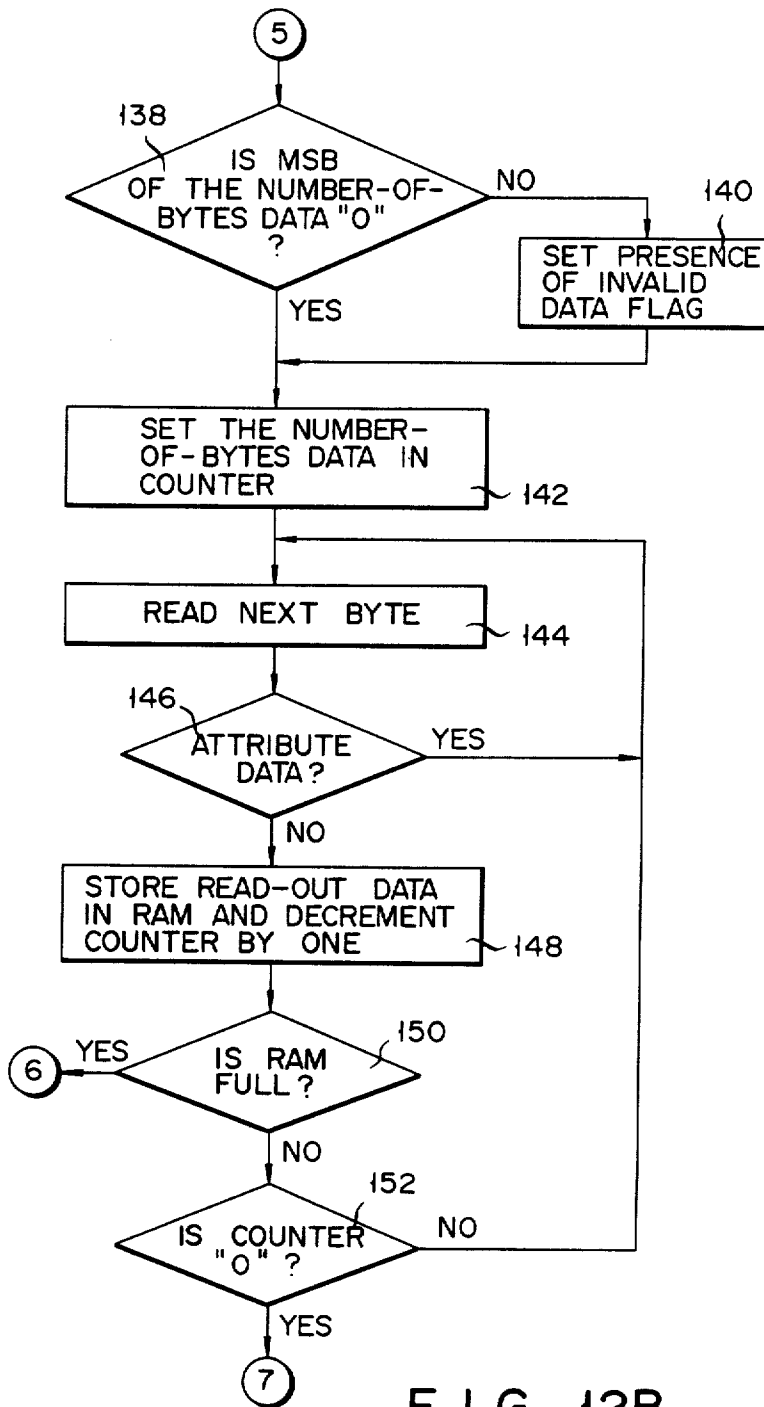 5
138
IS MSB
OF THE NUMBER-OF-
BYTES DATA "0"
?
NO
140
SET PRESENCE
OF INVALID
DATA FLAG
YES
SET THE NUMBER-
OF-BYTES DATA IN
COUNTER
142
READ NEXT BYTE
144
146
ATTRIBUTE
DATA?
YES
NO
STORE READ-OUT DATA
IN RAM AND DECREMENT
COUNTER BY ONE
148
150
6
YES
IS RAM
FULL?
NO
152
IS COUNTER
"0" ?
NO
YES
7